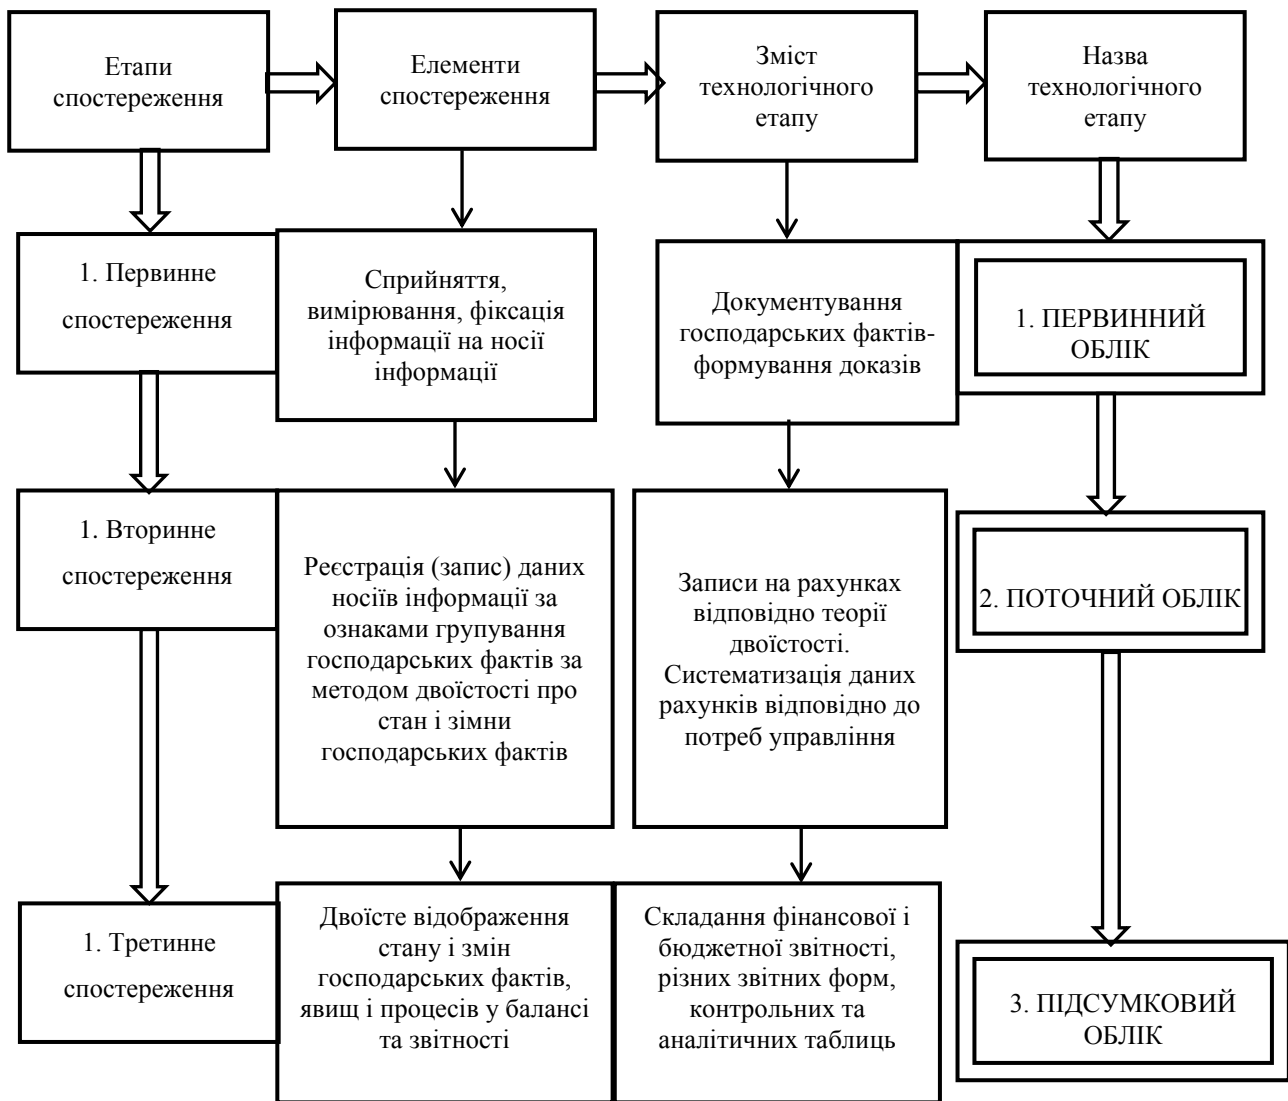 Етапи
спостереження
Елементи
спостереження
Зміст
технологічного
етапу
Назва
технологічного
етапу
1. Первинне
спостереження
Сприйняття,
вимірювання, фіксація
інформації на носії
інформації
Документування
господарських фактів-
формування доказів
1. ПЕРВИННИЙ
ОБЛІК
1. Вторинне
спостереження
Реєстрація (запис) даних
носіїв інформації за
ознаками групування
господарських фактів за
методом двоїстості про
стан і зімни
господарських фактів
Записи на рахунках
відповідно теорії
двоїстості.
Систематизація даних
рахунків відповідно до
потреб управління
2. ПОТОЧНИЙ ОБЛІК
1. Третинне
спостереження
Двоїсте відображення
стану і змін
господарських фактів,
явищ і процесів у балансі
та звітності
Складання фінансової і
бюджетної звітності,
різних звітних форм,
контрольних та
аналітичних таблиць
3. ПІДСУМКОВИЙ
ОБЛІК